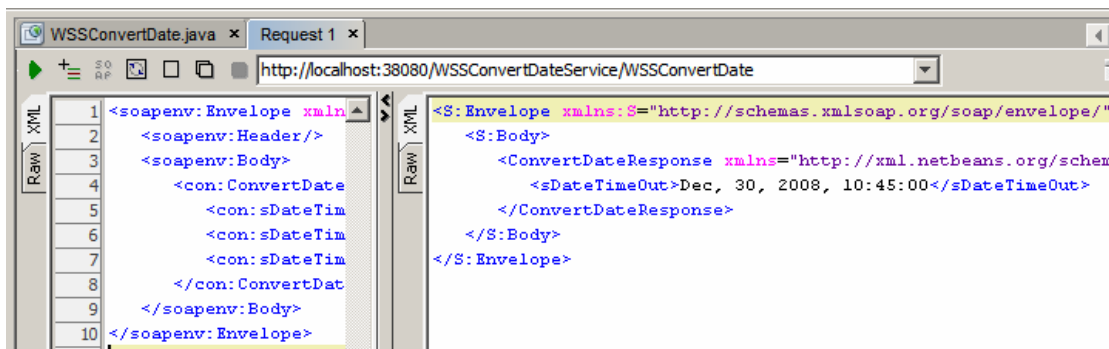 WSSConvertDate.java × Request 1 ×
SO AP http://localhost:38080/WSSConvertDateService/WSSConvertDate
XML
Raw
1 <soapenv:Envelope xmln
2 <soapenv:Header/>
3 <soapenv:Body>
4 <con:ConvertDate
5 <con:sDateTim
6 <con:sDateTim
7 <con:sDateTim
8 </con:ConvertDat
9 </soapenv:Body>
10 </soapenv:Envelope>
XML
Raw
<S:Envelope xmlns:S="http://schemas.xmlsoap.org/soap/envelope/"
<S:Body>
<ConvertDateResponse xmlns="http://xml.netbeans.org/schem
<sDateTimeOut>Dec, 30, 2008, 10:45:00</sDateTimeOut>
</ConvertDateResponse>
</S:Body>
</S:Envelope>